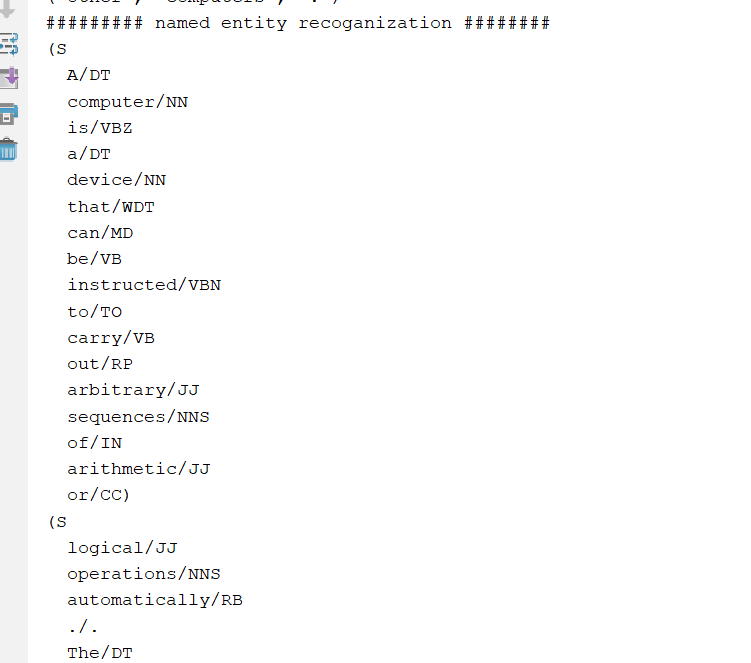 ######### named entity recoganization ########
(S
A/DT
computer/NN
is/VBZ
a/DT
device/NN
that/WDT
can/MD
be/VB
instructed/VBN
to/TO
carry/VB
out/RP
arbitrary/JJ
sequences/NNS
of/IN
arithmetic/JJ
or/CC)
(S
logical/JJ
operations/NNS
automatically/RB
./.
The/DT